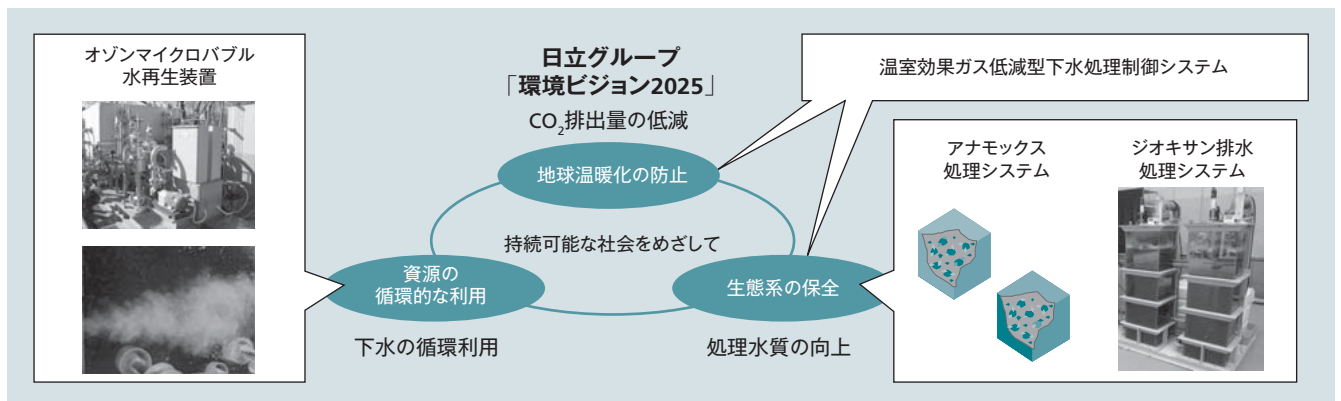 オゾンマイクロバブル
水再生装置
日立グループ
「環境ビジョン2025」
CO₂排出量の低減
地球温暖化の防止
持続可能な社会をめざして
資源の
循環的な利用
生態系の保全
下水の循環利用
処理水質の向上
温室効果ガス低減型下水処理制御システム
アナモックス
処理システム
ジオキサン排水
処理システム